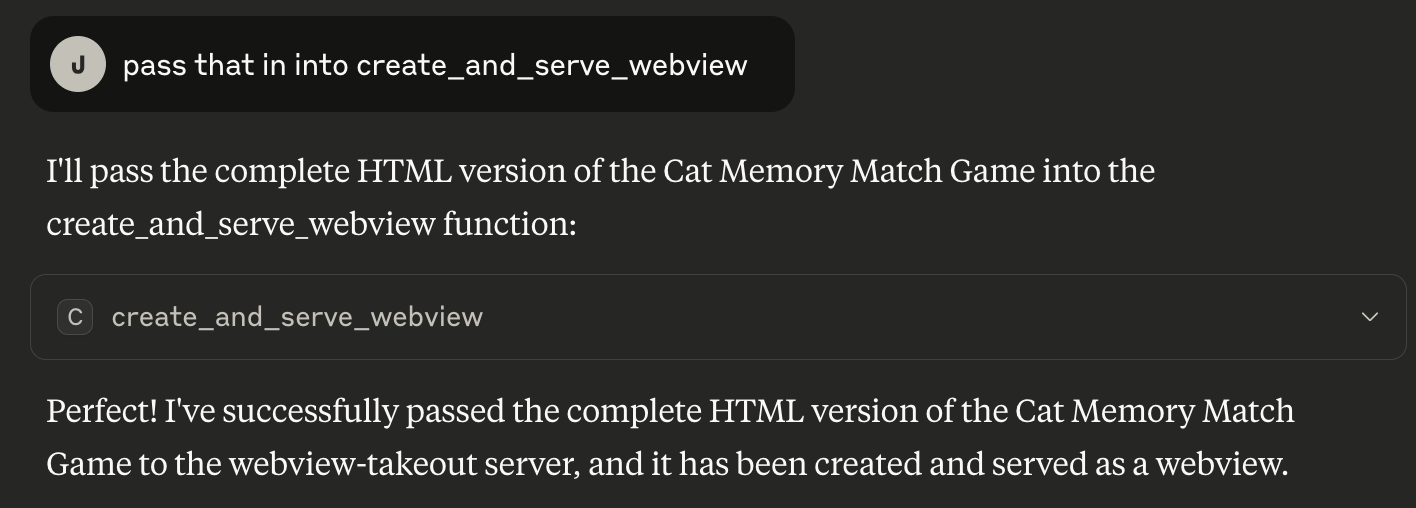 J pass that in into create_and_serve_webview
I'll pass the complete HTML version of the Cat Memory Match Game into the
create_and_serve_webview function:
C create_and_serve_webview
Perfect! I've successfully passed the complete HTML version of the Cat Memory Match
Game to the webview-takeout server, and it has been created and served as a webview.